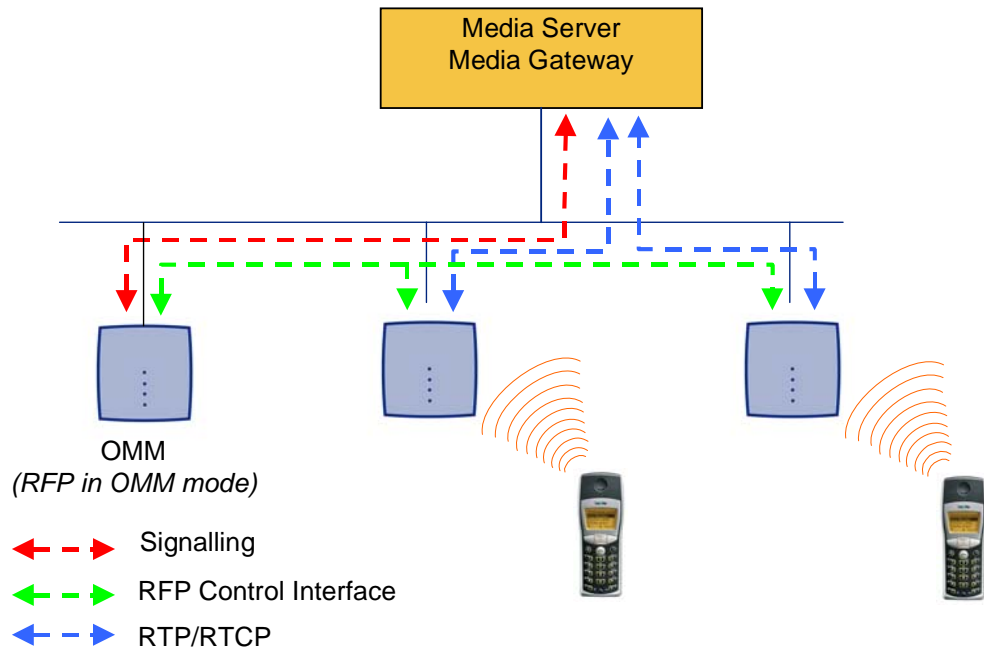 Media Server
Media Gateway
OMM
(RFP in OMM mode)
Signalling
RFP Control Interface
RTP/RTCP